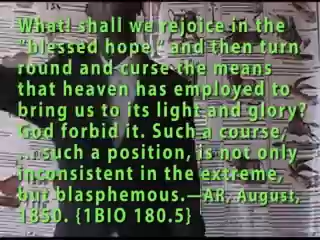 What! shall we rejoice in the
"blessed hope," and then turn
round and curse the means
that heaven has employed to
bring us to its light and glory?
God forbid it. Such a course,
... such a position, is not only
inconsistent in the extreme,
but blasphemous.—AR, August,
1850. {1BIO 180.5}